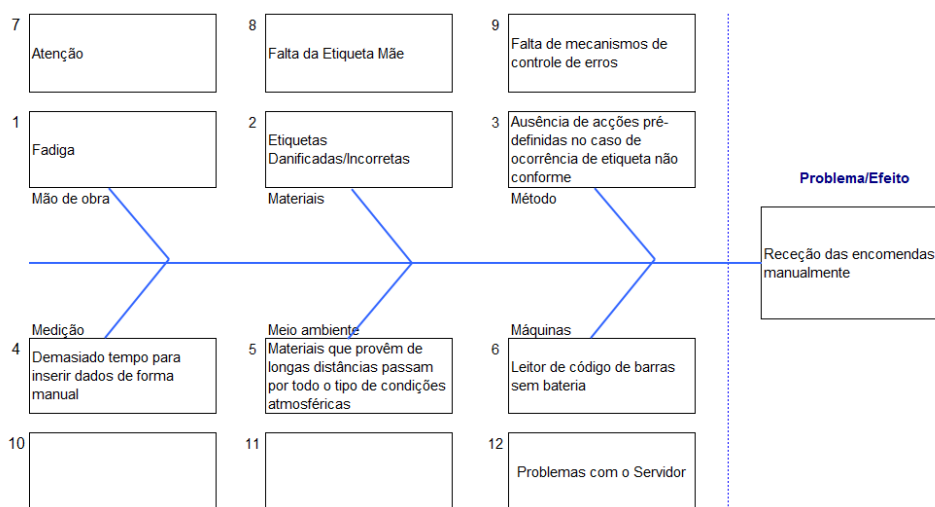 7
Atenção
8
Falta da Etiqueta Mãe
9
Falta de mecanismos de
controle de erros
1
Fadiga
2
Etiquetas
Danificadas/Incorretas
3
Ausência de acções pré-
definidas no caso de
ocorrência de etiqueta não
conforme
Mão de obra
Materiais
Método
Problema/Efeito
Receção das encomendas
manualmente
Medição
Meio ambiente
Máquinas
4
Demasiado tempo para
inserir dados de forma
manual
5
Materiais que provêm de
longas distâncias passam
por todo o tipo de condições
atmosféricas
6
Leitor de código de barras
sem bateria
10
11
12
Problemas com o Servidor